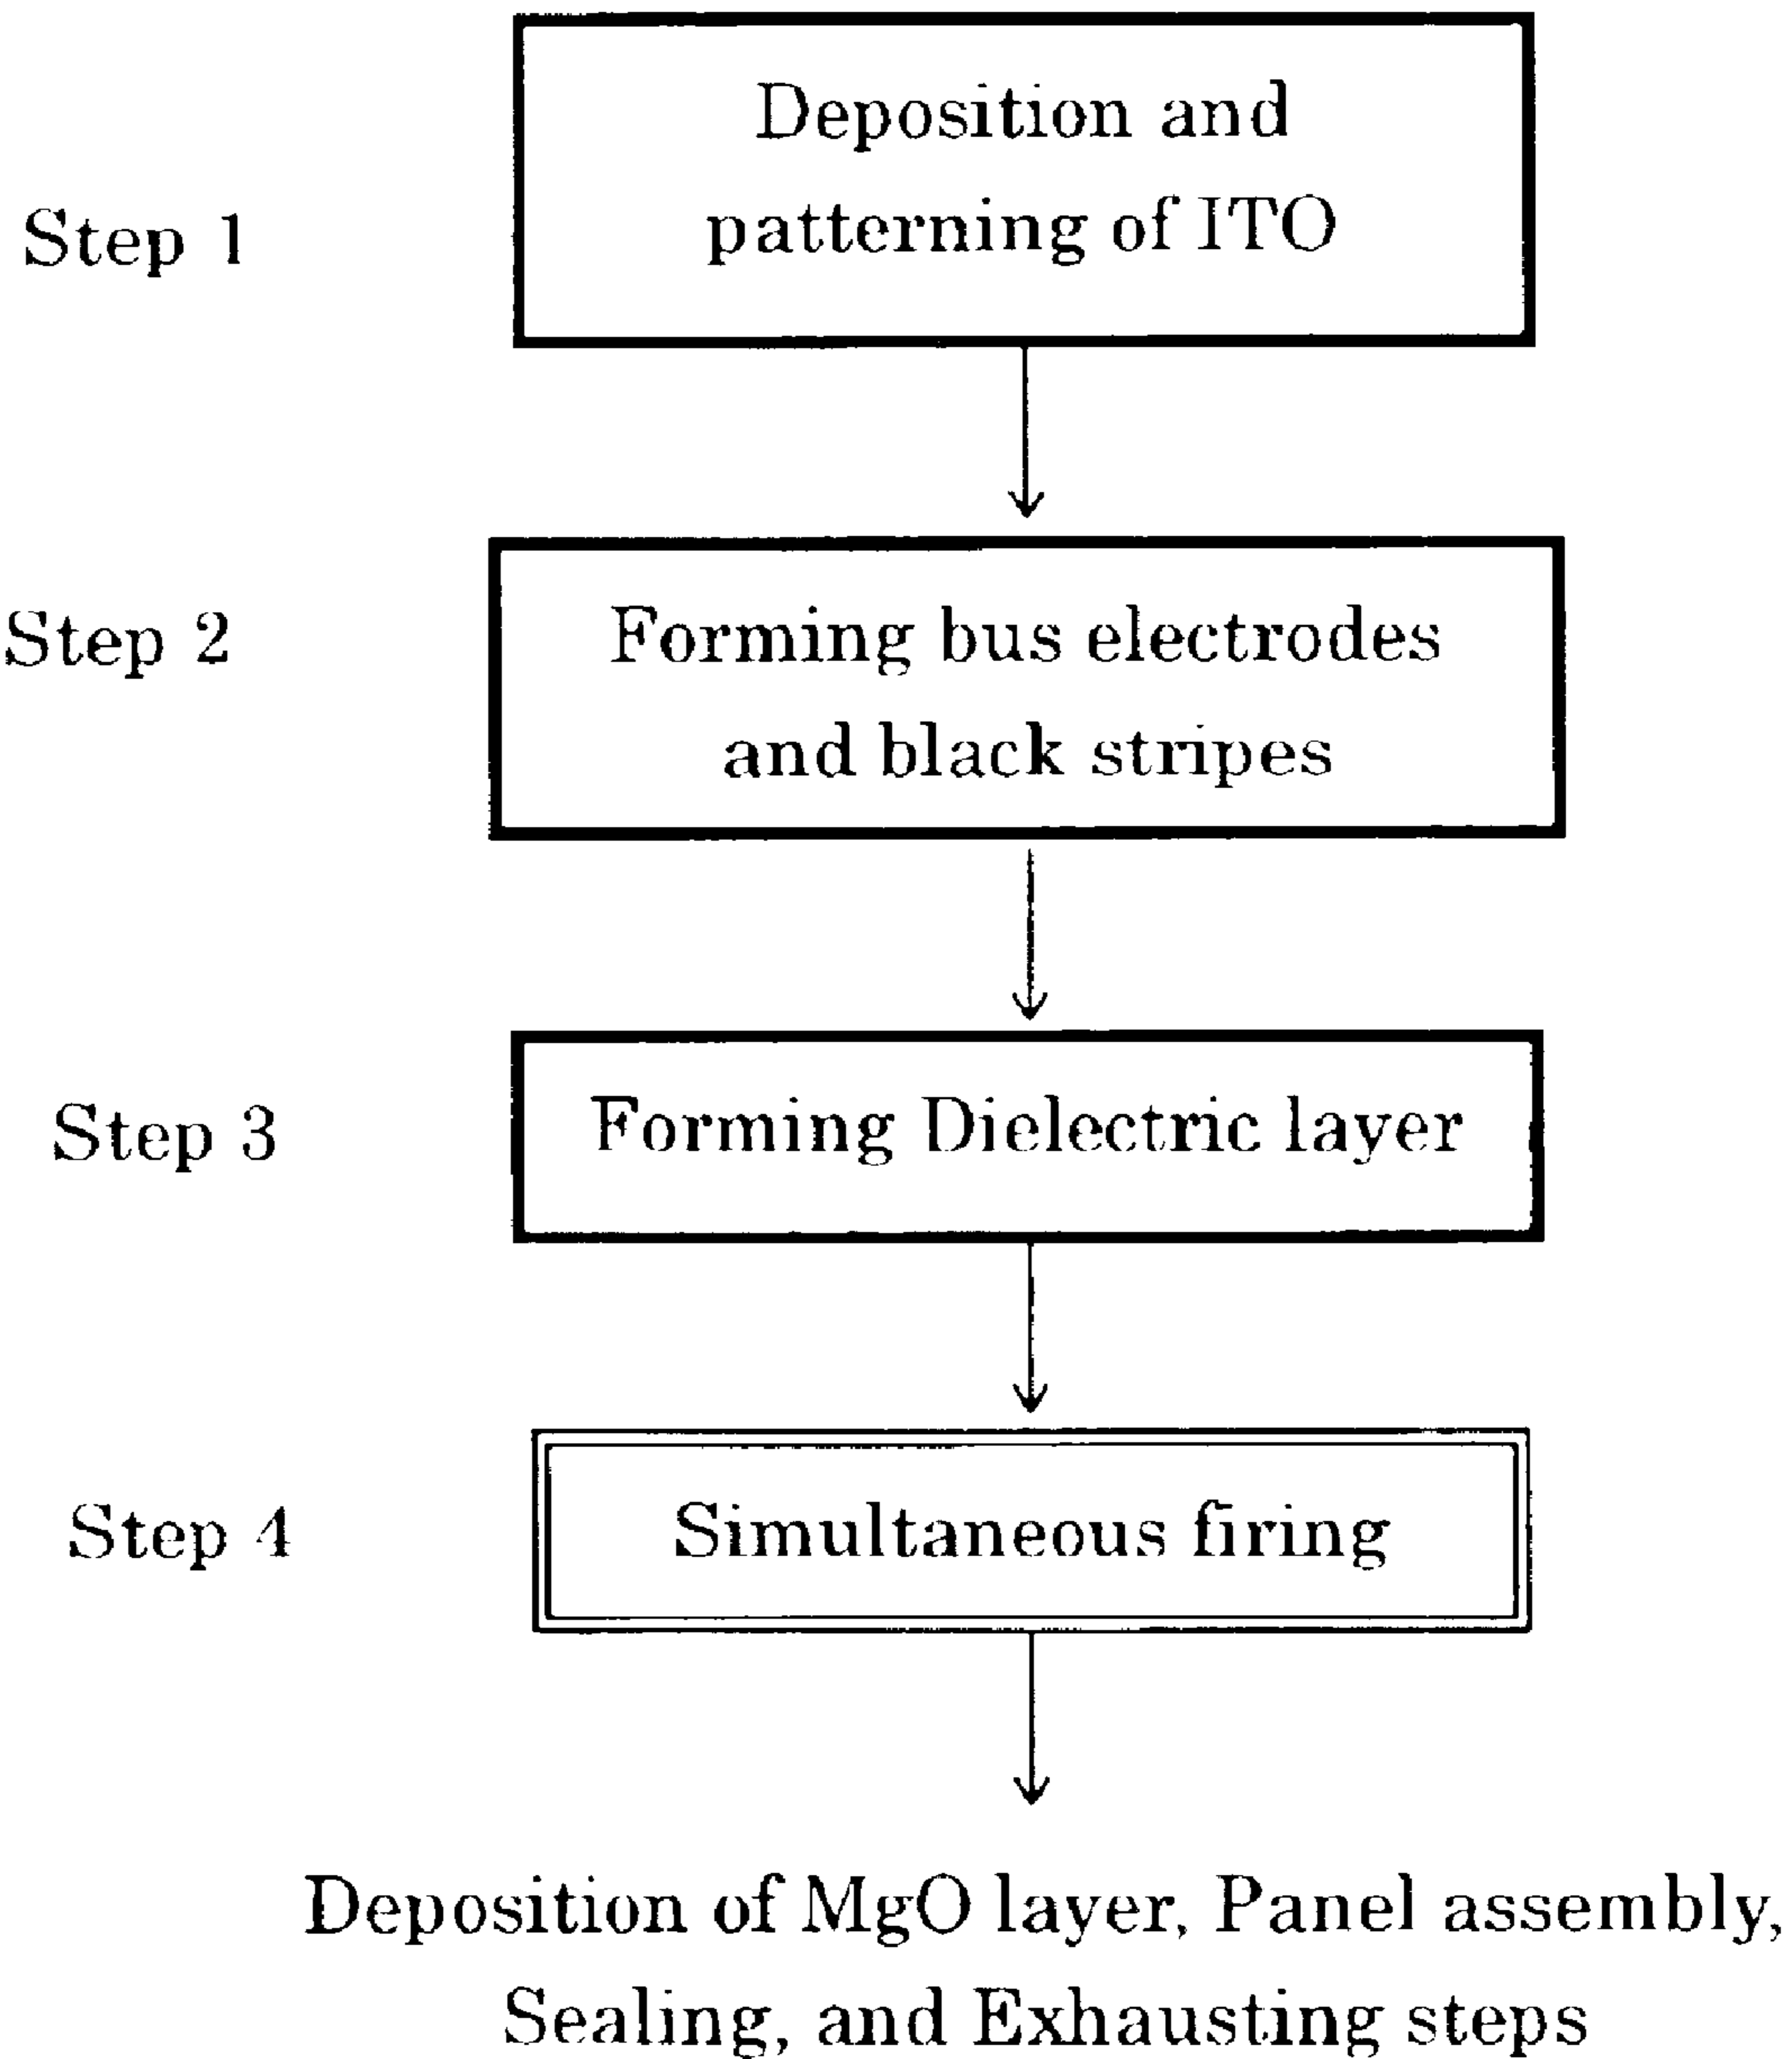 Step 1
Deposition and
patterning of ITO
Step 2
Forming bus electrodes
and black stripes
Step 3
Forming Dielectric layer
Step 4
Simultaneous firing
Deposition of MgO layer, Panel assembly,
Sealing, and Exhausting steps